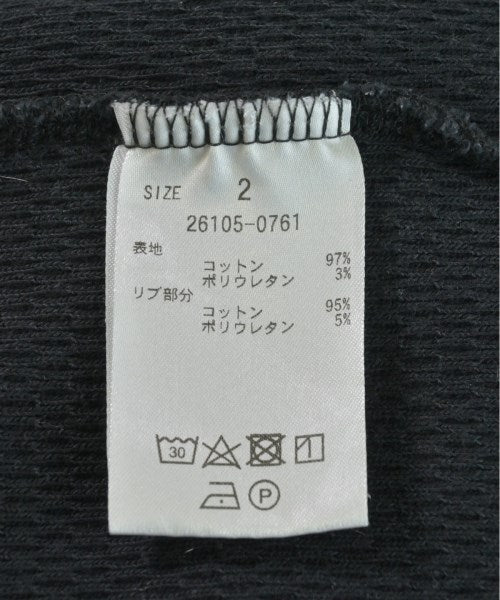 SIZE 2
26105-0761
表地
コットン 97%
ポリウレタン 3%
リブ部分
コットン 95%
ポリウレタン 5%
30
P